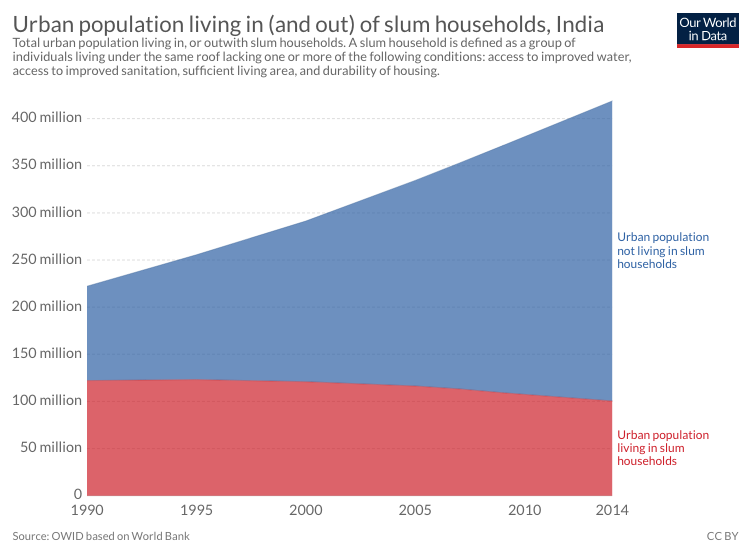 Urban population living in (and out) of slum households, India
Our World
in Data
Total urban population living in, or outwith slum households. A slum household is defined as a group of
individuals living under the same roof lacking one or more of the following conditions: access to improved water,
access to improved sanitation, sufficient living area, and durability of housing.
400 million
350 million
300 million
250 million
200 million
150 million
100 million
50 million
0
Urban population
not living in slum
households
Urban population
living in slum
households
1990 1995 2000 2005 2010 2014
Source: OWID based on World Bank
CC BY